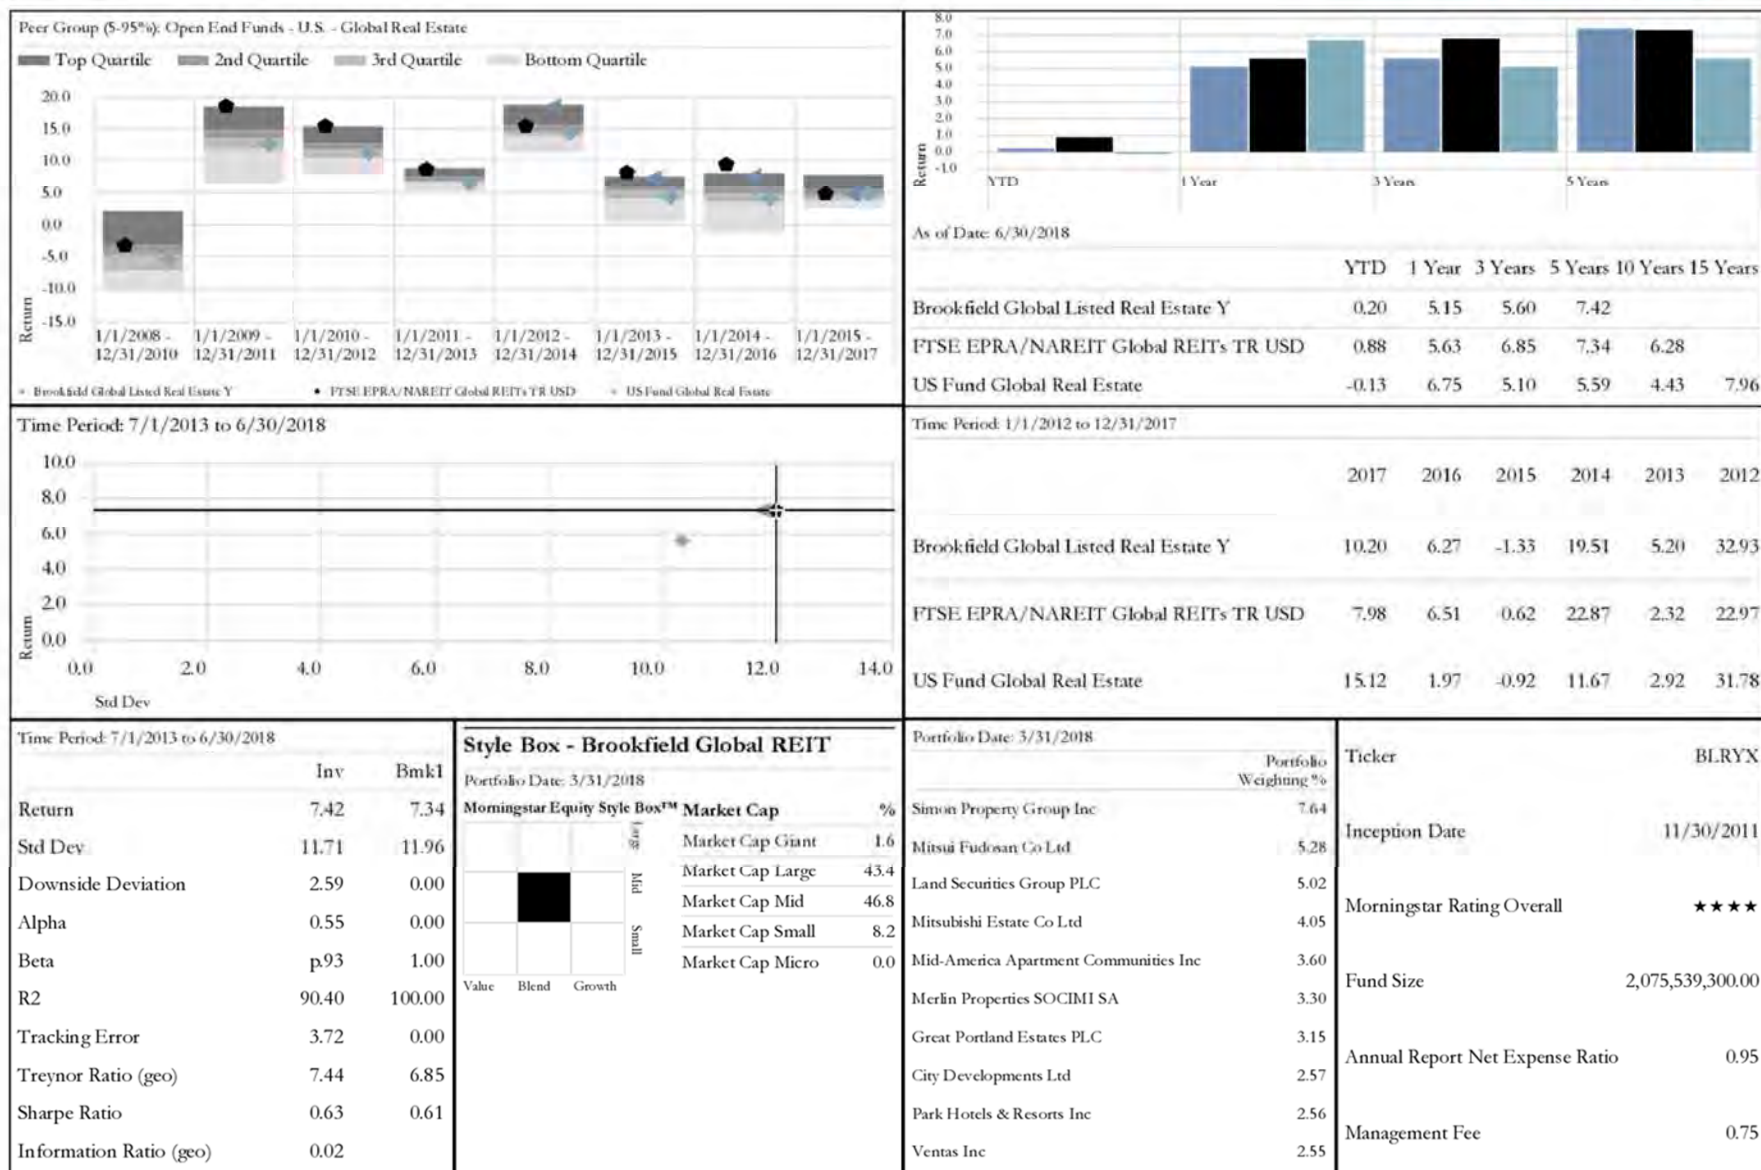 Peer Group (5-95%): Open End Funds - U.S. - Global Real Estate
Top Quartile 2nd Quartile 3rd Quartile Bottom Quartile
20.0
15.0
10.0
5.0
0.0
-5.0
-10.0
-15.0
Return
1/1/2008 - 1/1/2009 - 1/1/2010 - 1/1/2011 - 1/1/2012 - 1/1/2013 - 1/1/2014 - 1/1/2015 -
12/31/2010 12/31/2011 12/31/2012 12/31/2013 12/31/2014 12/31/2015 12/31/2016 12/31/2017
Brookfield Global Listed Real Estate Y FTSE EPRA/NAREIT Global REITs TR USD US Fund Global Real Estate
8.0
7.0
6.0
5.0
4.0
3.0
2.0
1.0
0.0
-1.0
Return
YTD 1 Year 3 Years 5 Years
As of Date: 6/30/2018
YTD 1 Year 3 Years 5 Years 10 Years 15 Years
Brookfield Global Listed Real Estate Y 0.20 5.15 5.60 7.42
FTSE EPRA/NAREIT Global REITs TR USD 0.88 5.63 6.85 7.34 6.28
US Fund Global Real Estate -0.13 6.75 5.10 5.59 4.43 7.96
Time Period: 7/1/2013 to 6/30/2018
10.0
8.0
6.0
4.0
2.0
0.0
Return
0.0 2.0 4.0 6.0 8.0 10.0 12.0 14.0
Std Dev
Time Period: 1/1/2012 to 12/31/2017
2017 2016 2015 2014 2013 2012
Brookfield Global Listed Real Estate Y 10.20 6.27 -1.33 19.51 5.20 32.93
FTSE EPRA/NAREIT Global REITs TR USD 7.98 6.51 0.62 22.87 2.32 22.97
US Fund Global Real Estate 15.12 1.97 -0.92 11.67 2.92 31.78
Time Period: 7/1/2013 to 6/30/2018
Inv Bmk1
Return 7.42 7.34
Std Dev 11.71 11.96
Downside Deviation 2.59 0.00
Alpha 0.55 0.00
Beta p.93 1.00
R2 90.40 100.00
Tracking Error 3.72 0.00
Treynor Ratio (geo) 7.44 6.85
Sharpe Ratio 0.63 0.61
Information Ratio (geo) 0.02
Style Box - Brookfield Global REIT
Portfolio Date: 3/31/2018
Morningstar Equity Style Box™
Large
Mid
Small
Value Blend Growth
Market Cap %
Market Cap Giant 1.6
Market Cap Large 43.4
Market Cap Mid 46.8
Market Cap Small 8.2
Market Cap Micro 0.0
Portfolio Date: 3/31/2018
Portfolio
Weighting %
Simon Property Group Inc 7.64
Mitsui Fudosan Co Ltd 5.28
Land Securities Group PLC 5.02
Mitsubishi Estate Co Ltd 4.05
Mid-America Apartment Communities Inc 3.60
Merlin Properties SOCIMI SA 3.30
Great Portland Estates PLC 3.15
City Developments Ltd 2.57
Park Hotels & Resorts Inc 2.56
Ventas Inc 2.55
Ticker BLRYX
Inception Date 11/30/2011
Morningstar Rating Overall ★★★★
Fund Size 2,075,539,300.00
Annual Report Net Expense Ratio 0.95
Management Fee 0.75